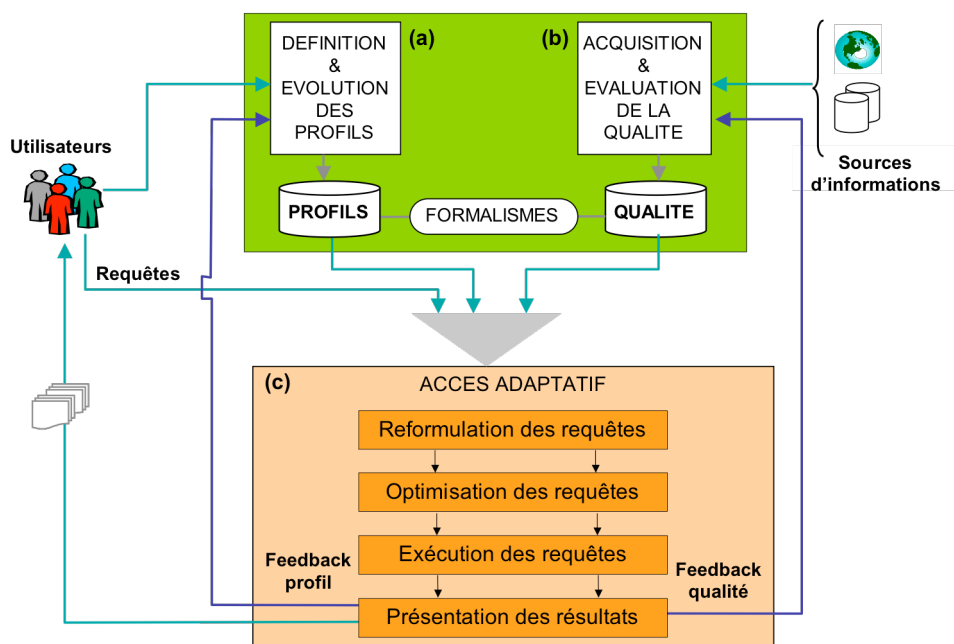 (a)
DEFINITION
&
EVOLUTION
DES
PROFILS
(b)
ACQUISITION
&
EVALUATION
DE LA
QUALITE
Utilisateurs
Sources
d'informations
PROFILS
FORMALISMES
QUALITE
Requêtes
(c)
ACCES ADAPTATIF
Reformulation des requêtes
Optimisation des requêtes
Exécution des requêtes
Feedback
profil
Feedback
qualité
Présentation des résultats